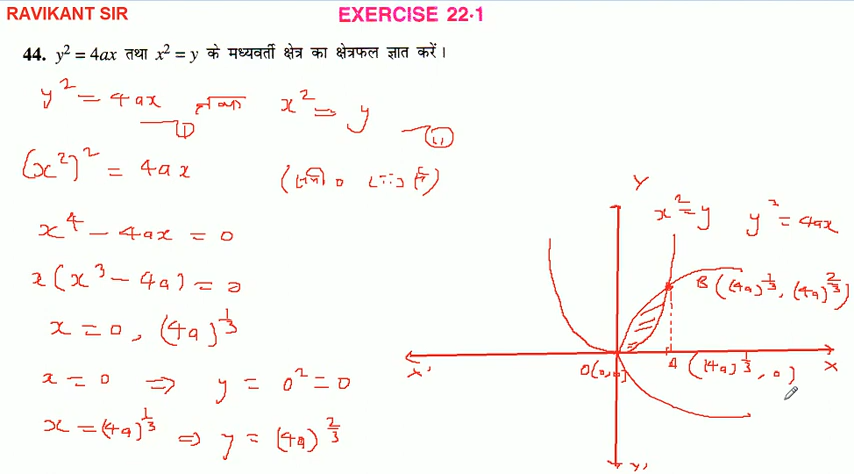 RAVIKANT SIR
EXERCISE 22·1
44. y² = 4ax तथा x² = y के मध्यवर्ती क्षेत्र का क्षेत्रफल ज्ञात करें।
y² = 4ax —① x² = y —(ii)
(x²)² = 4ax
x⁴ − 4ax = 0
x(x³ − 4a) = 0
x = 0, (4a)^{1/3}
x = 0 ⇒ y = 0² = 0
x = (4a)^{1/3} ⇒ y = (4a)^{2/3}
Y
x² = y y² = 4ax
B((4a)^{1/3}, (4a)^{2/3})
X' O(0,0) A((4a)^{1/3}, 0) X
Y'